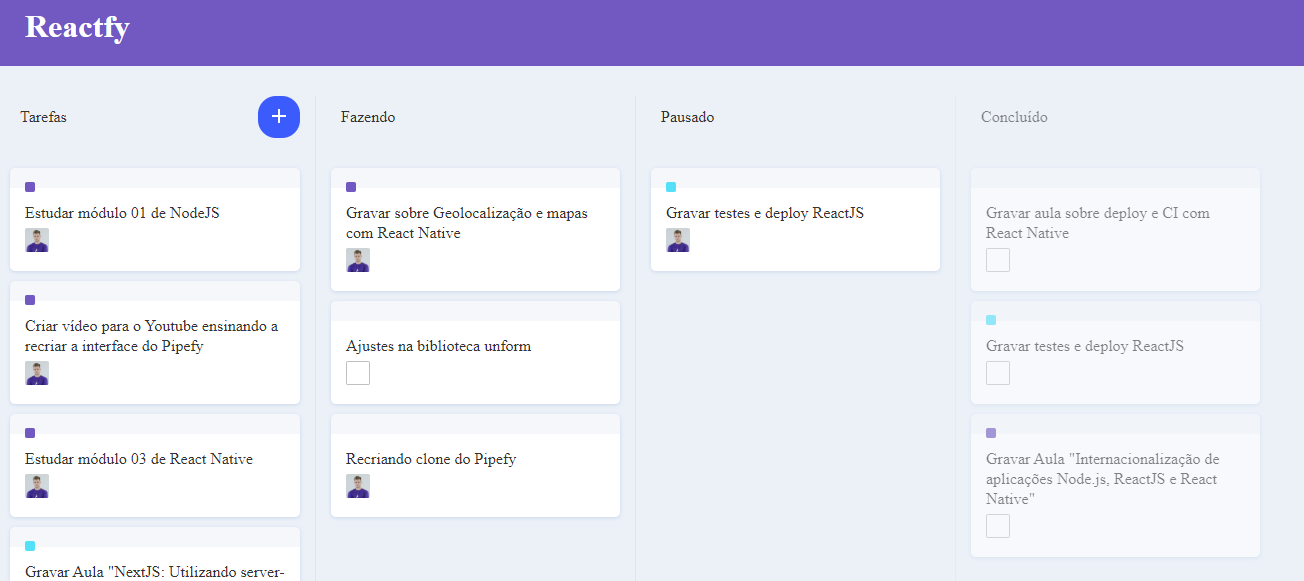 Reactfy
Tarefas
Estudar módulo 01 de NodeJS
Criar vídeo para o Youtube ensinando a
recriar a interface do Pipefy
Estudar módulo 03 de React Native
Gravar Aula "NextJS: Utilizando server-
Fazendo
Gravar sobre Geolocalização e mapas
com React Native
Ajustes na biblioteca unform
Recriando clone do Pipefy
Pausado
Gravar testes e deploy ReactJS
Concluído
Gravar aula sobre deploy e CI com
React Native
Gravar testes e deploy ReactJS
Gravar Aula "Internacionalização de
aplicações Node.js, ReactJS e React
Native"